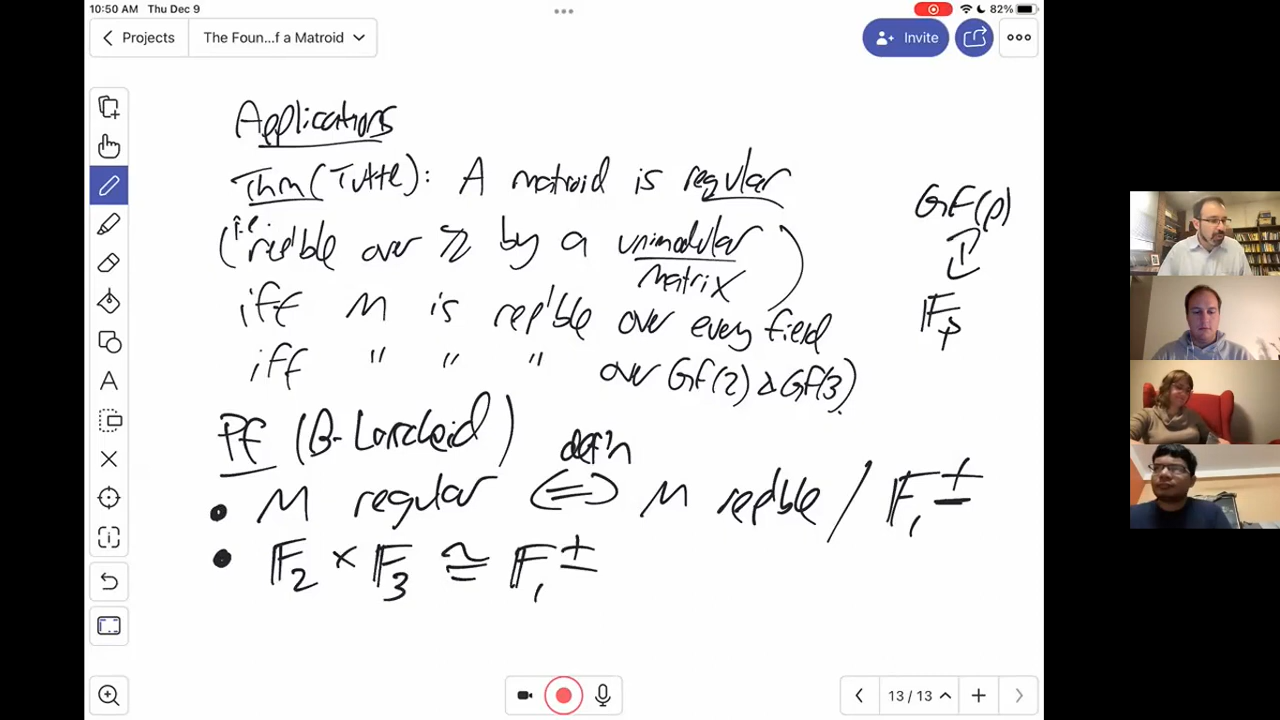 10:50 AM Thu Dec 9
82%
Projects
The Foun...f a Matroid
Invite
Applications
Thm (Tutte): A matroid is regular
(i.e. rep'ble over ℤ by a unimodular
matrix)
iff M is rep'ble over every field
iff " " " over GF(2) & GF(3)
GF(p)
𝔽p
Pf (B-Lorscheid)
def'n
• M regular ⟺ M rep'ble / 𝔽₁±
• 𝔽₂ × 𝔽₃ ≅ 𝔽₁±
A
13 / 13